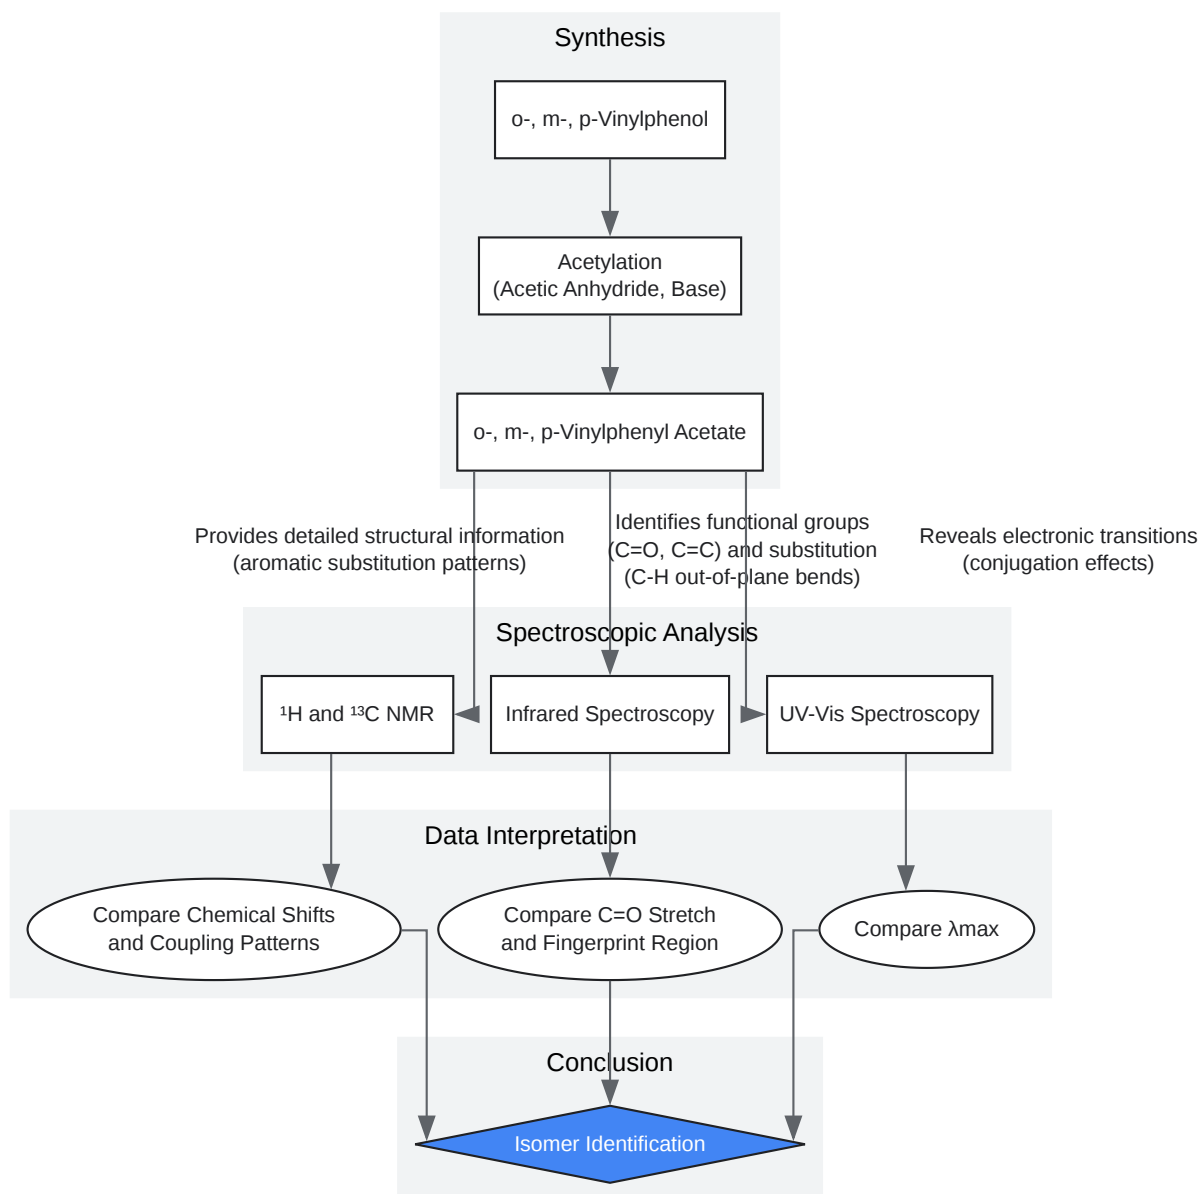 Synthesis
o-, m-, p-Vinylphenol
Acetylation
(Acetic Anhydride, Base)
o-, m-, p-Vinylphenyl Acetate
Provides detailed structural information
(aromatic substitution patterns)
Identifies functional groups
(C=O, C=C) and substitution
(C-H out-of-plane bends)
Reveals electronic transitions
(conjugation effects)
Spectroscopic Analysis
¹H and ¹³C NMR
Infrared Spectroscopy
UV-Vis Spectroscopy
Data Interpretation
Compare Chemical Shifts
and Coupling Patterns
Compare C=O Stretch
and Fingerprint Region
Compare λmax
Conclusion
Isomer Identification